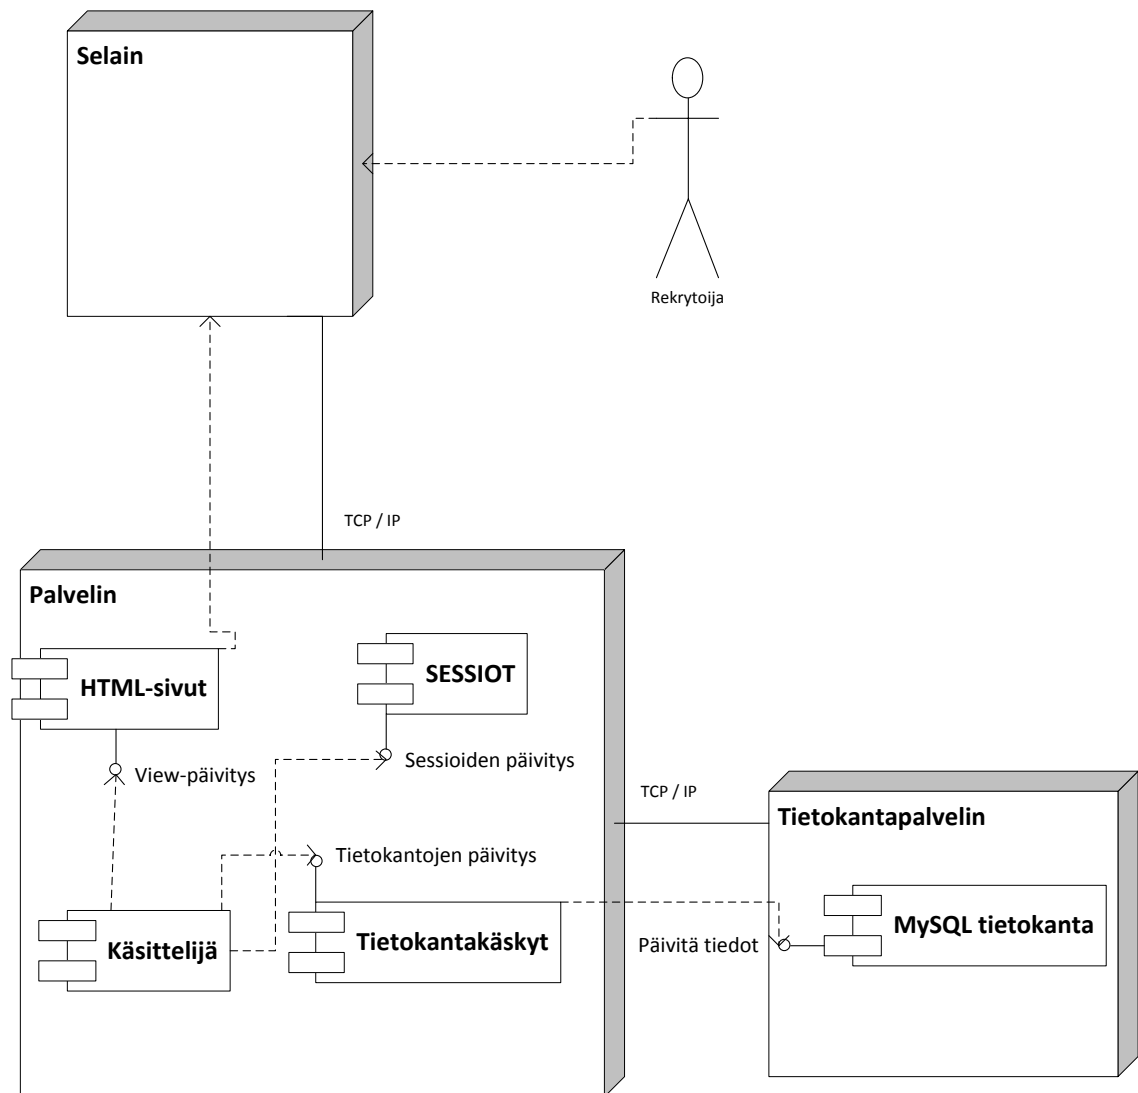 Selain
Rekrytoija
TCP / IP
Palvelin
HTML-sivut
SESSIOT
View-päivitys
Sessioiden päivitys
TCP / IP
Tietokantapalvelin
Tietokantojen päivitys
Käsittelijä
Tietokantakäskyt
Päivitä tiedot
MySQL tietokanta